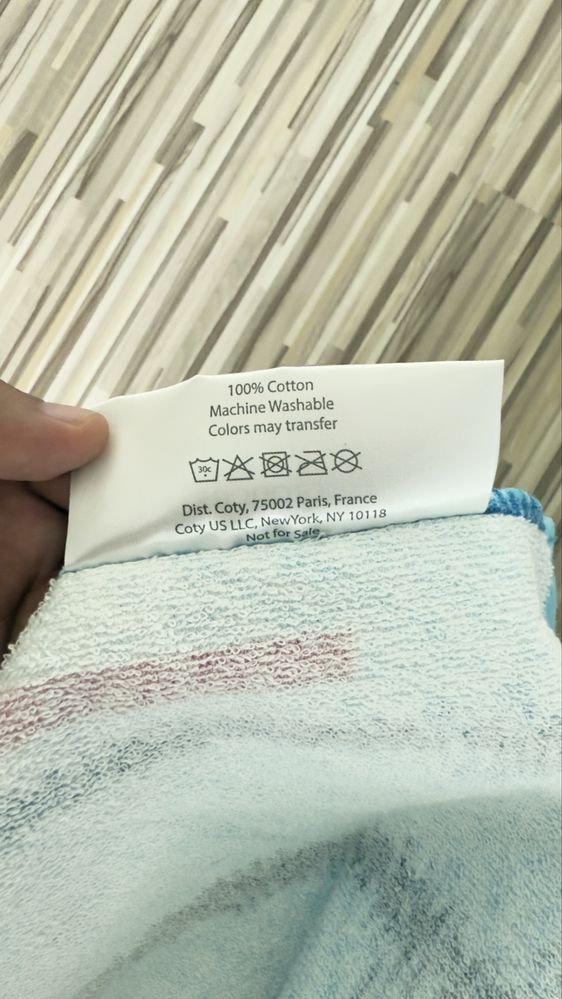 100% Cotton
Machine Washable
Colors may transfer
30c
Dist. Coty, 75002 Paris, France
Coty US LLC, NewYork, NY 10118
Not for Sale